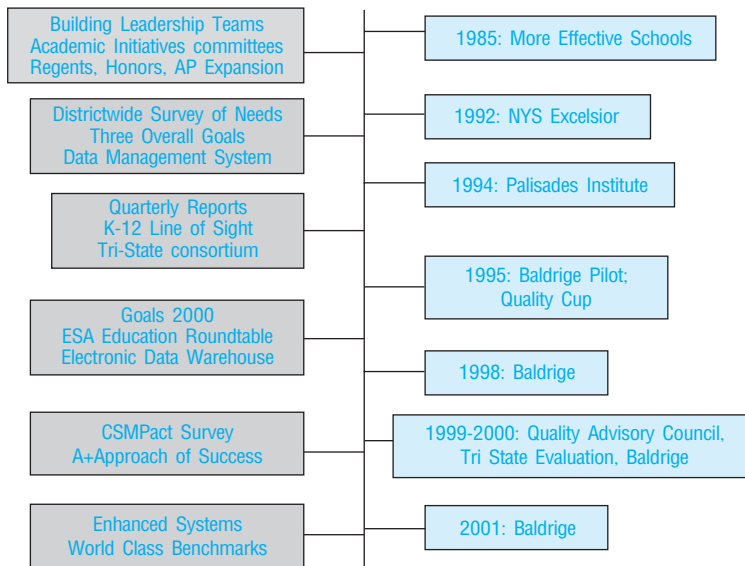 Building Leadership Teams
Academic Initiatives committees
Regents, Honors, AP Expansion
1985: More Effective Schools
Districtwide Survey of Needs
Three Overall Goals
Data Management System
1992: NYS Excelsior
1994: Palisades Institute
Quarterly Reports
K-12 Line of Sight
Tri-State consortium
1995: Baldrige Pilot;
Quality Cup
Goals 2000
ESA Education Roundtable
Electronic Data Warehouse
1998: Baldrige
CSMPact Survey
A+Approach of Success
1999-2000: Quality Advisory Council,
Tri State Evaluation, Baldrige
Enhanced Systems
World Class Benchmarks
2001: Baldrige